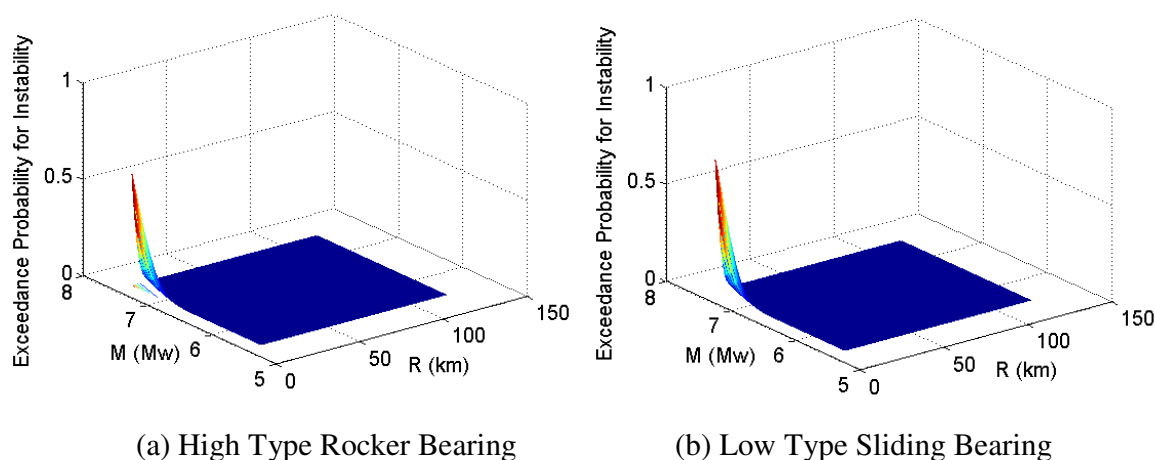 Exceedance Probability for Instability
1
0.5
0
8
7
6
5
M (Mw)
0
50
100
150
R (km)
(a) High Type Rocker Bearing
Exceedance Probability for Instability
1
0.5
0
8
7
6
5
M (Mw)
0
50
100
150
R (km)
(b) Low Type Sliding Bearing